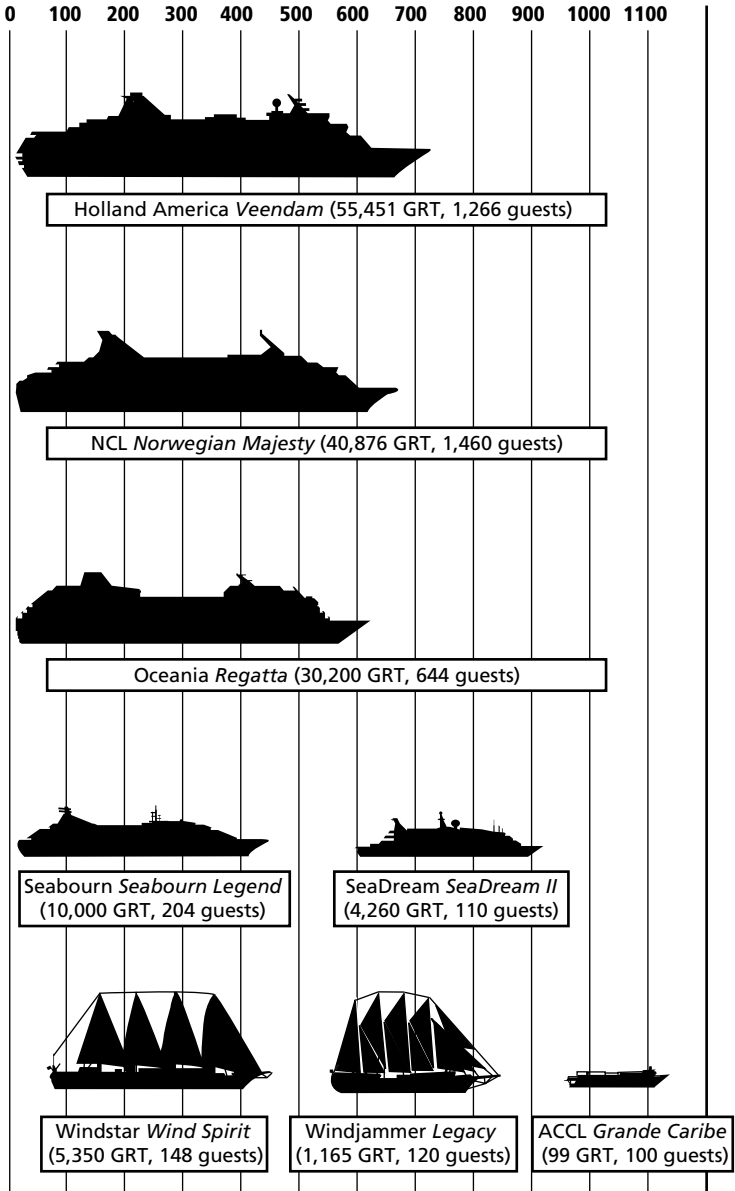 0 100 200 300 400 500 600 700 800 900 1000 1100
Holland America Veendam (55,451 GRT, 1,266 guests)
NCL Norwegian Majesty (40,876 GRT, 1,460 guests)
Oceania Regatta (30,200 GRT, 644 guests)
Seabourn Seabourn Legend
(10,000 GRT, 204 guests)
SeaDream SeaDream II
(4,260 GRT, 110 guests)
Windstar Wind Spirit
(5,350 GRT, 148 guests)
Windjammer Legacy
(1,165 GRT, 120 guests)
ACCL Grande Caribe
(99 GRT, 100 guests)